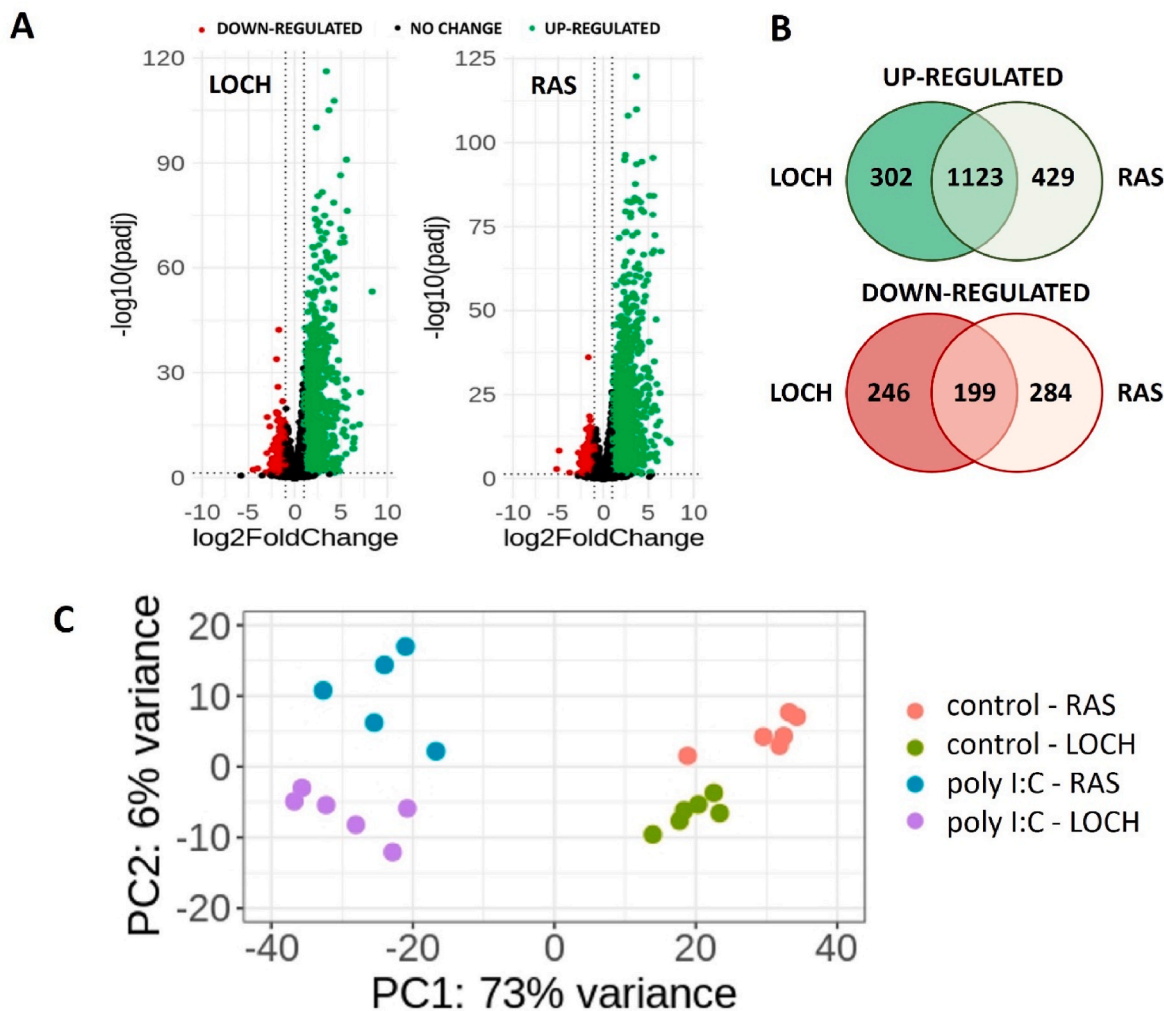 A
DOWN-REGULATED NO CHANGE UP-REGULATED
LOCH
120
90
60
30
0
-log10(padj)
-10 -5 0 5 10
log2FoldChange
RAS
125
100
75
50
25
0
-log10(padj)
-10 -5 0 5 10
log2FoldChange
B
UP-REGULATED
LOCH 302 1123 429 RAS
DOWN-REGULATED
LOCH 246 199 284 RAS
C
PC2: 6% variance
20
10
0
-10
-20
-40 -20 0 20 40
PC1: 73% variance
control - RAS
control - LOCH
poly I:C - RAS
poly I:C - LOCH